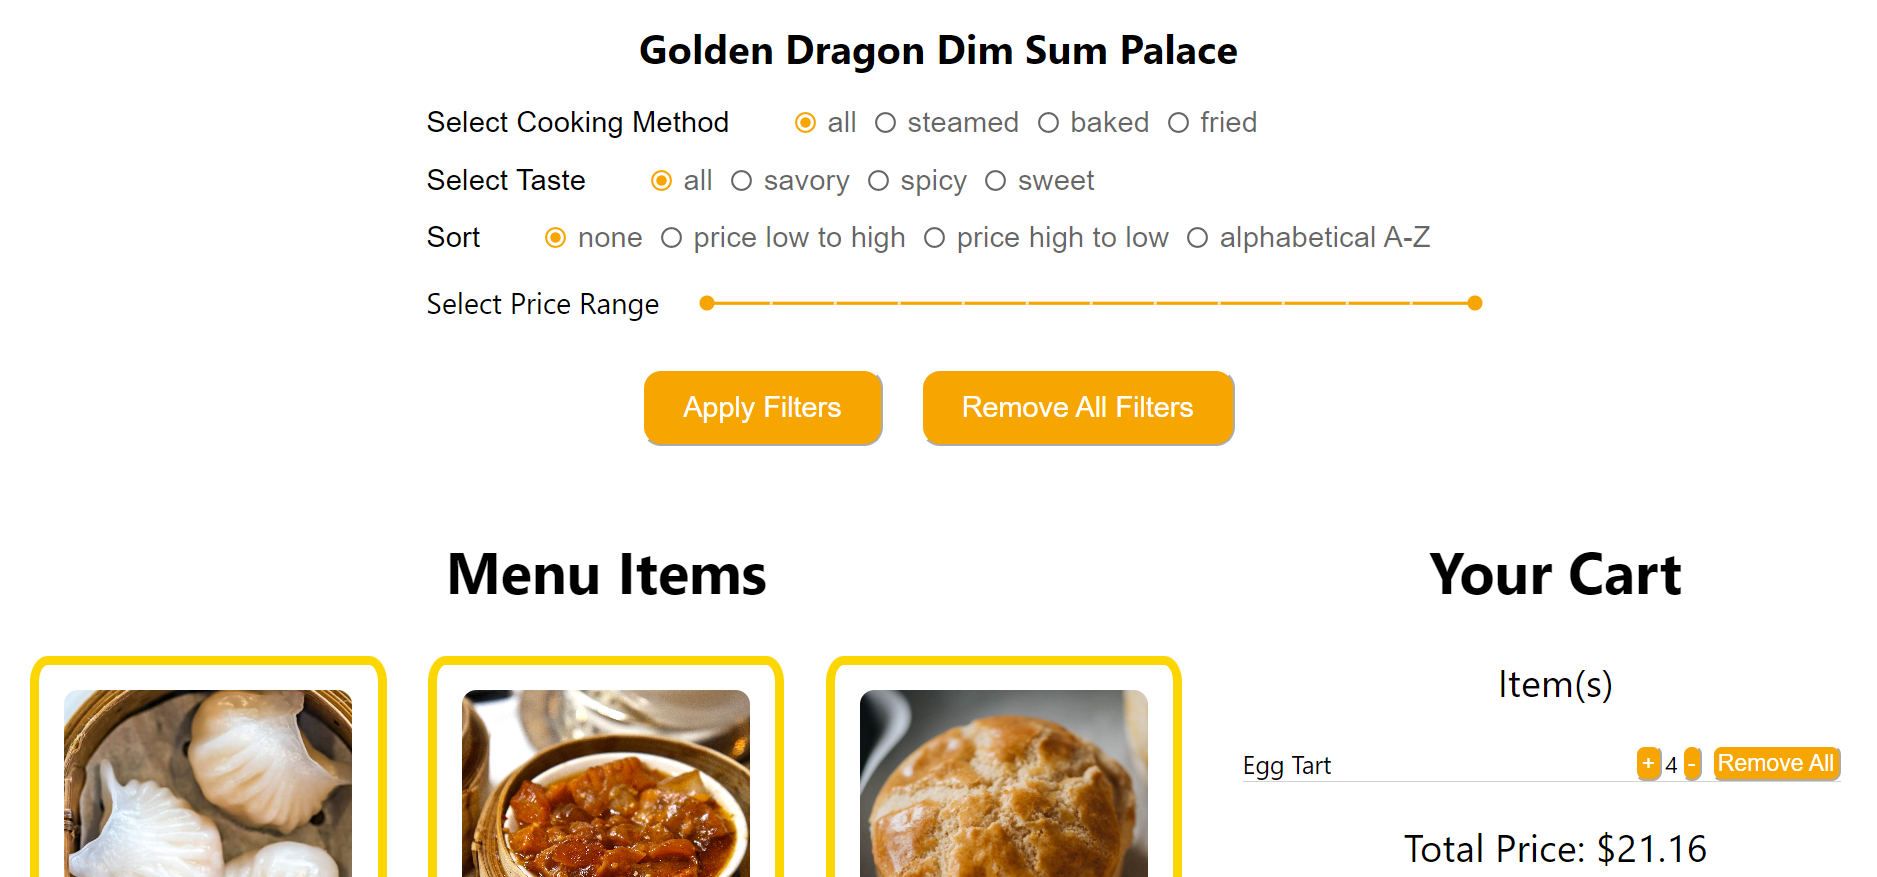 Golden Dragon Dim Sum Palace
Select Cooking Method all steamed baked fried
Select Taste all savory spicy sweet
Sort none price low to high price high to low alphabetical A-Z
Select Price Range
Apply Filters Remove All Filters
Menu Items
Your Cart
Item(s)
Egg Tart + 4 - Remove All
Total Price: $21.16